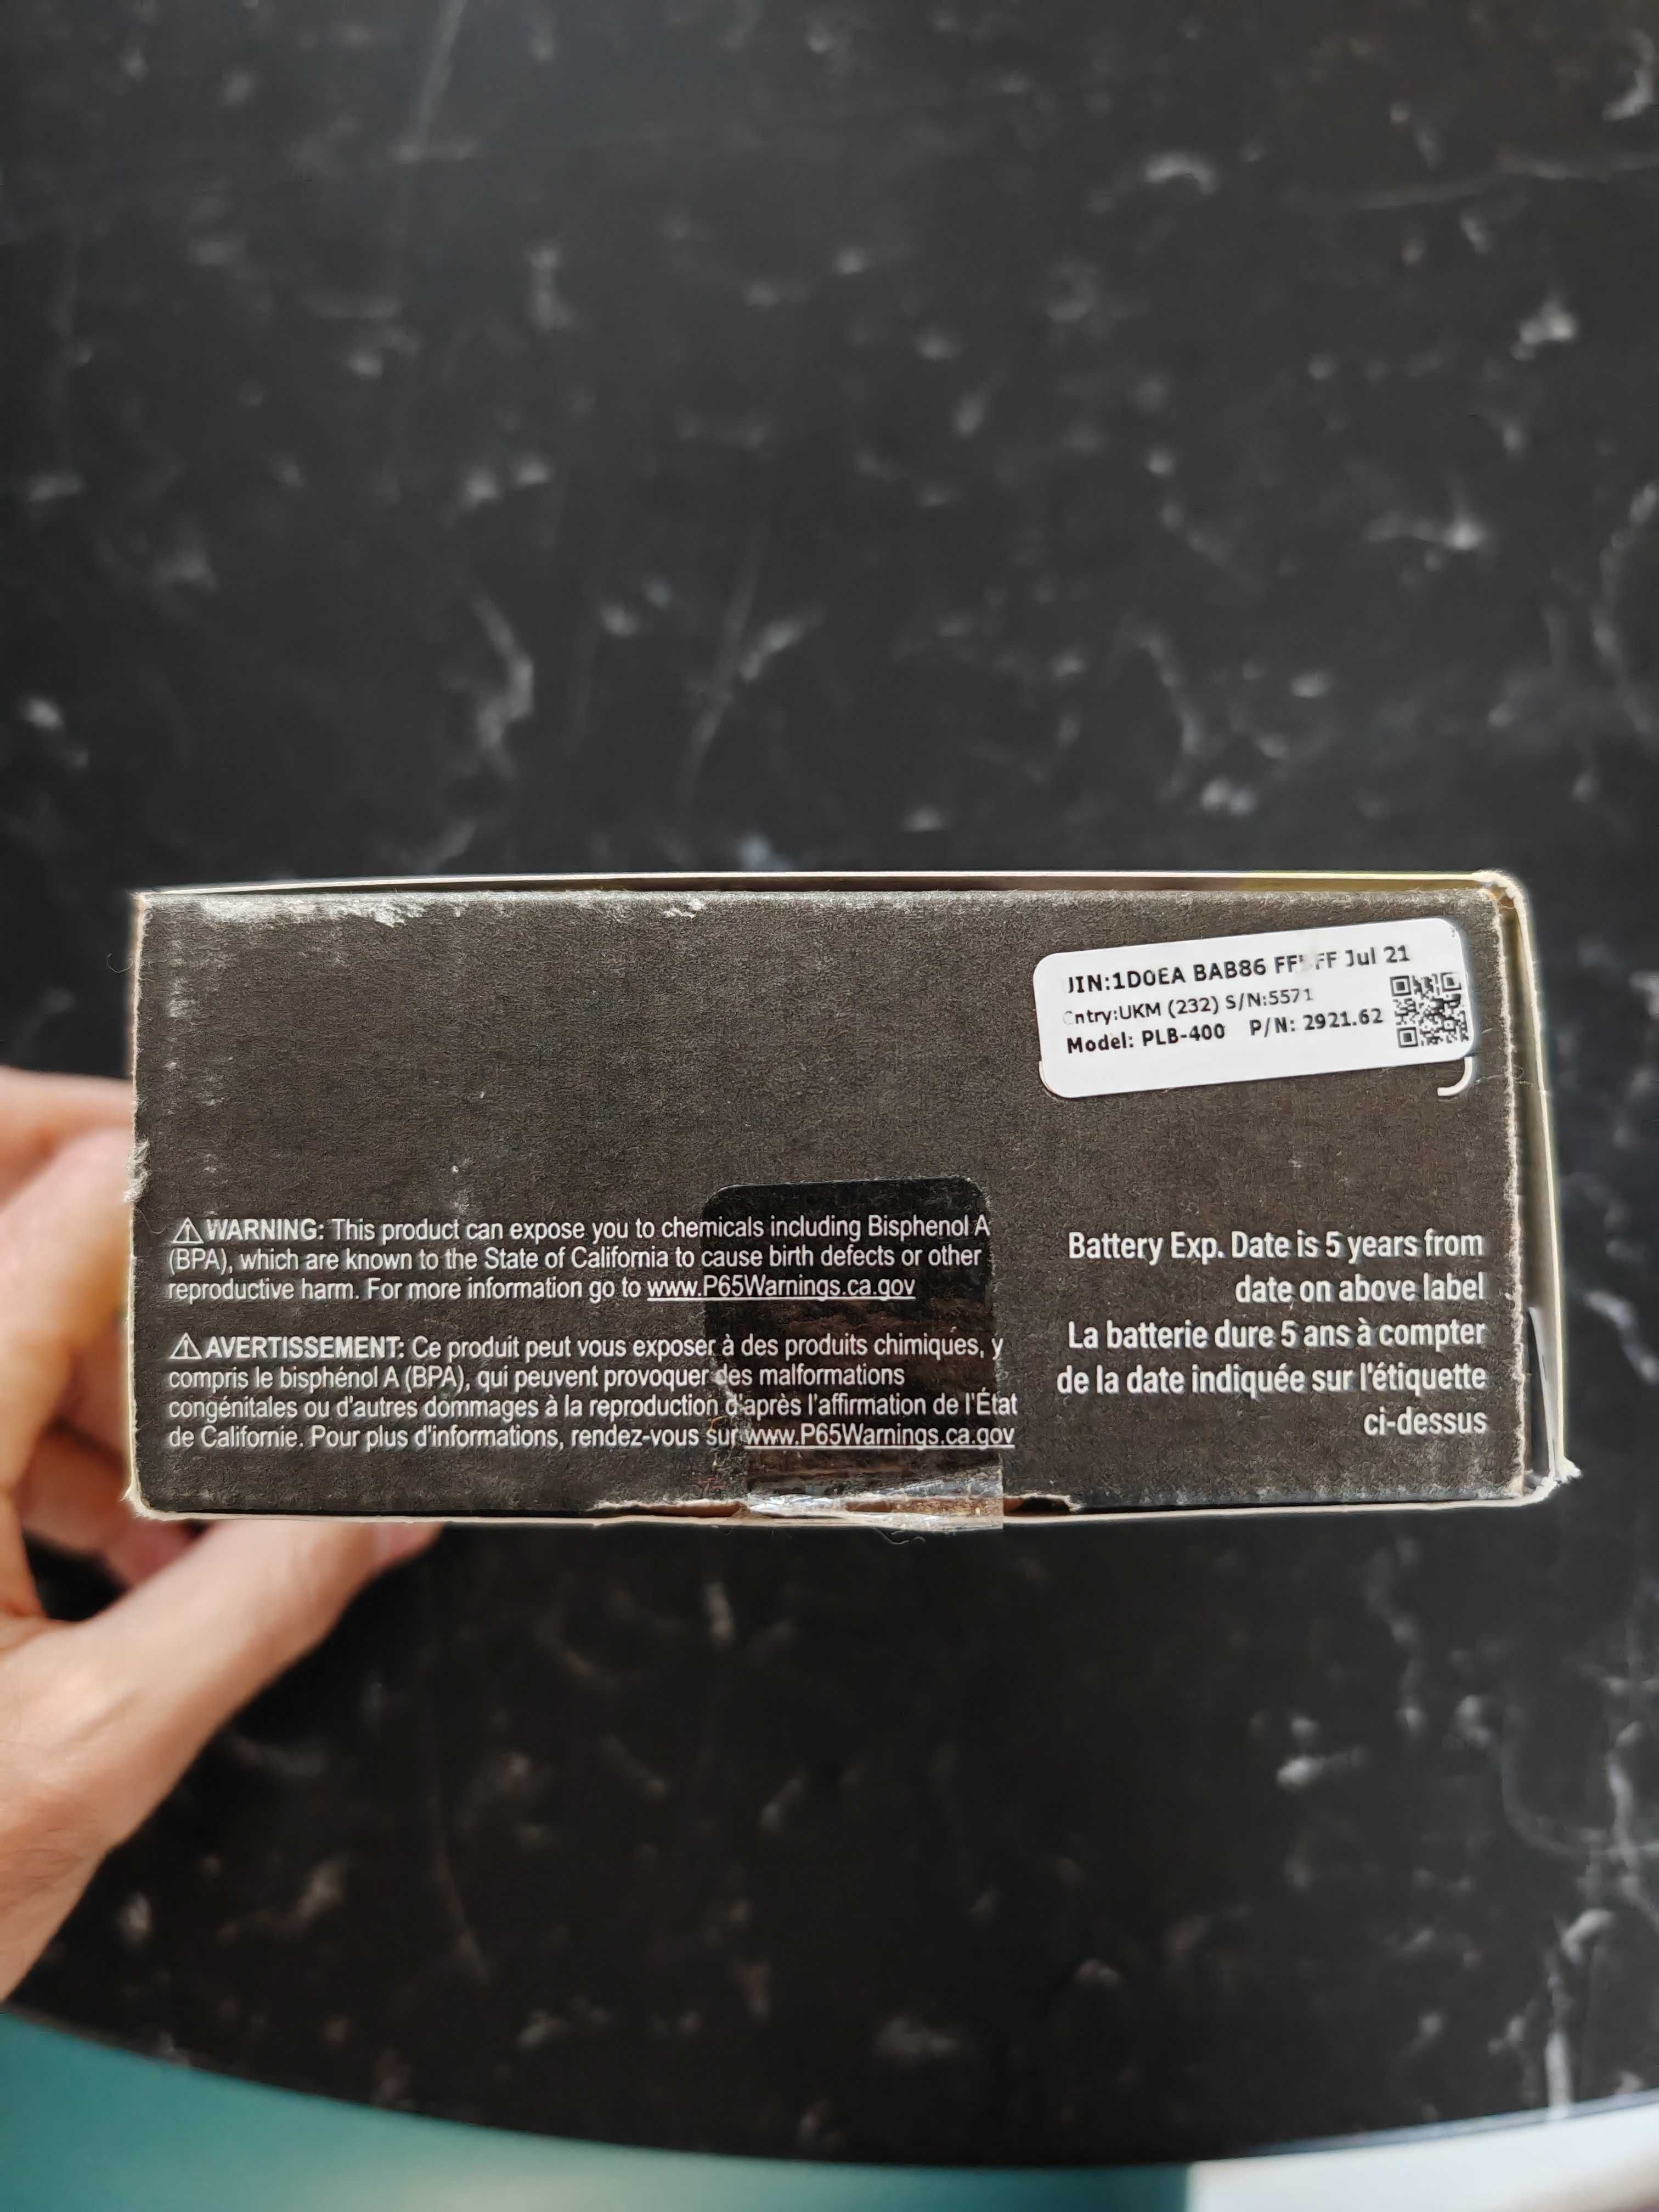 1D0EA BAB86 Jul 21
(232) S/N:5571
Model: PLB-400 P/N: 2921.62
⚠ WARNING: This product can expose you to chemicals including Bisphenol A
(BPA), which are known to the State of California to cause birth defects or other
reproductive harm. For more information go to www.P65Warnings.ca.gov
⚠ AVERTISSEMENT: Ce produit peut vous exposer à des produits chimiques, y
compris le bisphénol A (BPA), qui peuvent provoquer des malformations
congénitales ou d'autres dommages à la reproduction d'après l'affirmation de l'État
de Californie. Pour plus d'informations, rendez-vous sur www.P65Warnings.ca.gov
Battery Exp. Date is 5 years from
date on above label
La batterie dure 5 ans à compter
de la date indiquée sur l'étiquette
ci-dessus